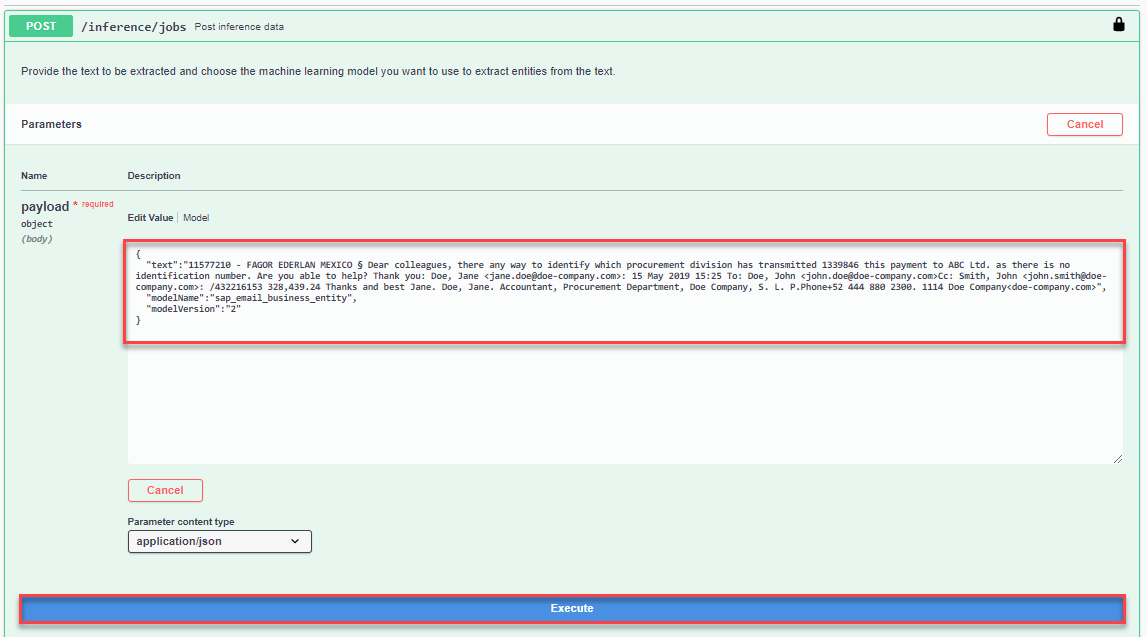 POST /inference/jobs Post inference data
Provide the text to be extracted and choose the machine learning model you want to use to extract entities from the text.
Parameters
Cancel
Name Description
payload * required
object
(body)
Edit Value Model
{
"text":"11577210 - FAGOR EDERLAN MEXICO § Dear colleagues, there any way to identify which procurement division has transmitted 1339846 this payment to ABC Ltd. as there is no
identification number. Are you able to help? Thank you: Doe, Jane <jane.doe@doe-company.com>: 15 May 2019 15:25 To: Doe, John <john.doe@doe-company.com>Cc: Smith, John <john.smith@doe-
company.com>: /432216153 328,439.24 Thanks and best Jane. Doe, Jane. Accountant, Procurement Department, Doe Company, S. L. P.Phone+52 444 880 2300. 1114 Doe Company<doe-company.com>",
"modelName":"sap_email_business_entity",
"modelVersion":"2"
}
Cancel
Parameter content type
application/json
Execute